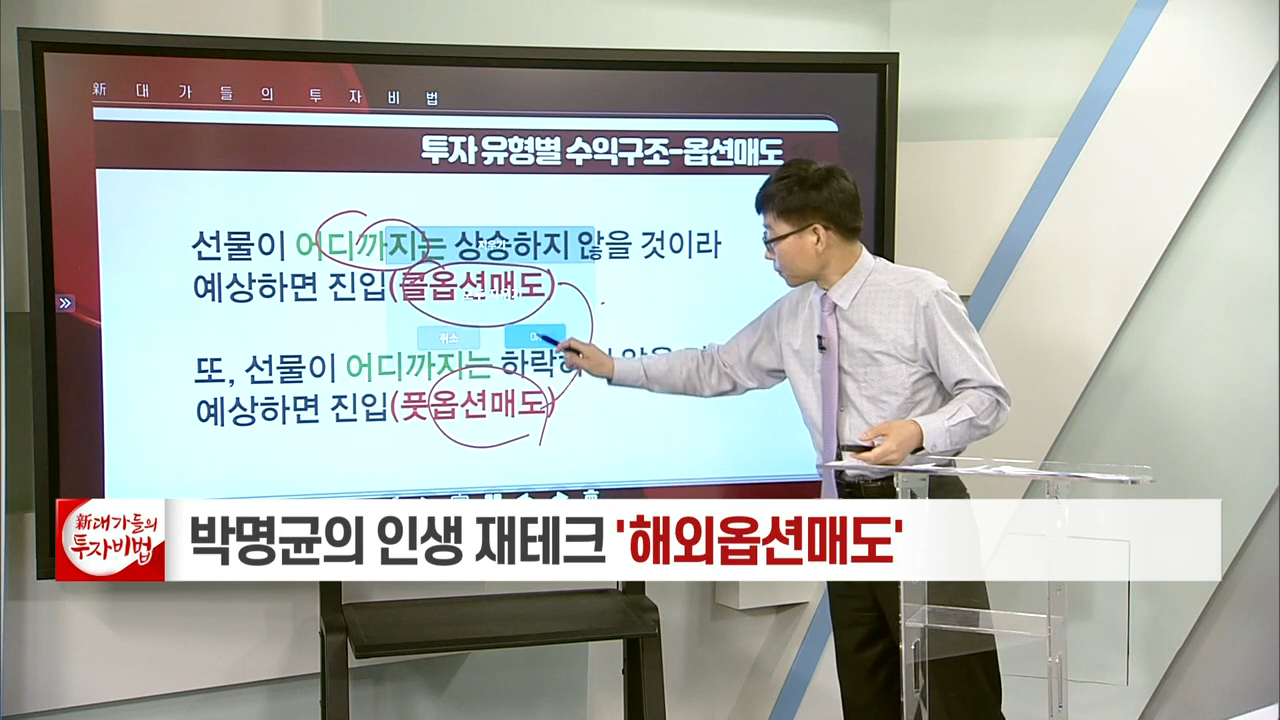 新 대 가 들 의 투 자 비 법
투자 유형별 수익구조-옵션매도
선물이 어디까지는 상승하지 않을 것이라
예상하면 진입(콜옵션매도)
취소
또, 선물이 어디까지는 하락하
예상하면 진입(풋옵션매도)
新대가들의
투자비법
박명균의 인생 재테크 '해외옵션매도'